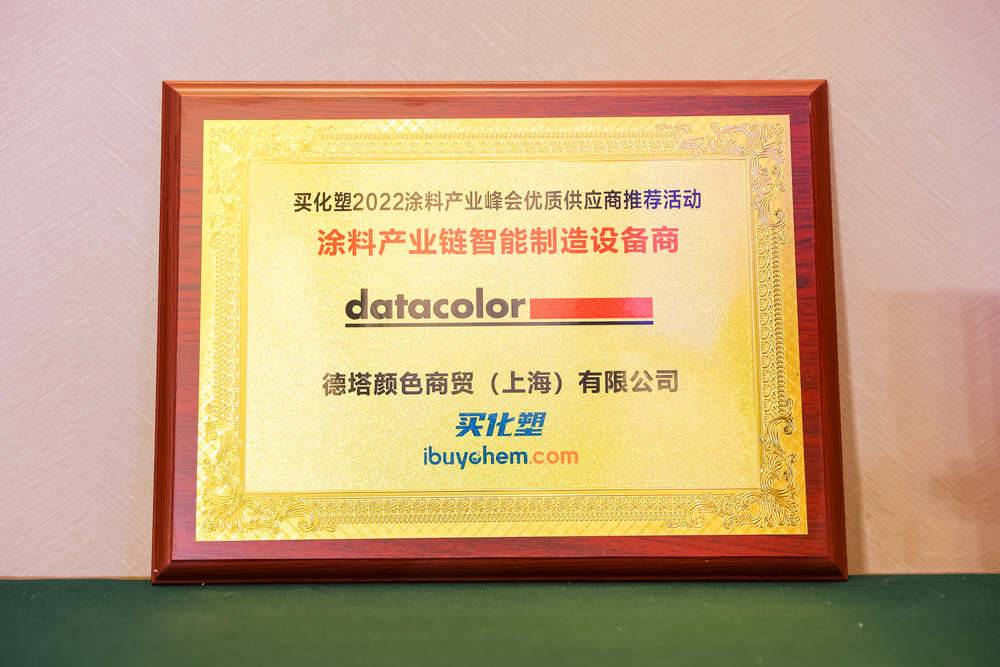 买化塑2022涂料产业峰会优质供应商推荐活动
涂料产业链智能制造设备商
datacolor
德塔颜色商贸（上海）有限公司
买化塑
ibuychem.com